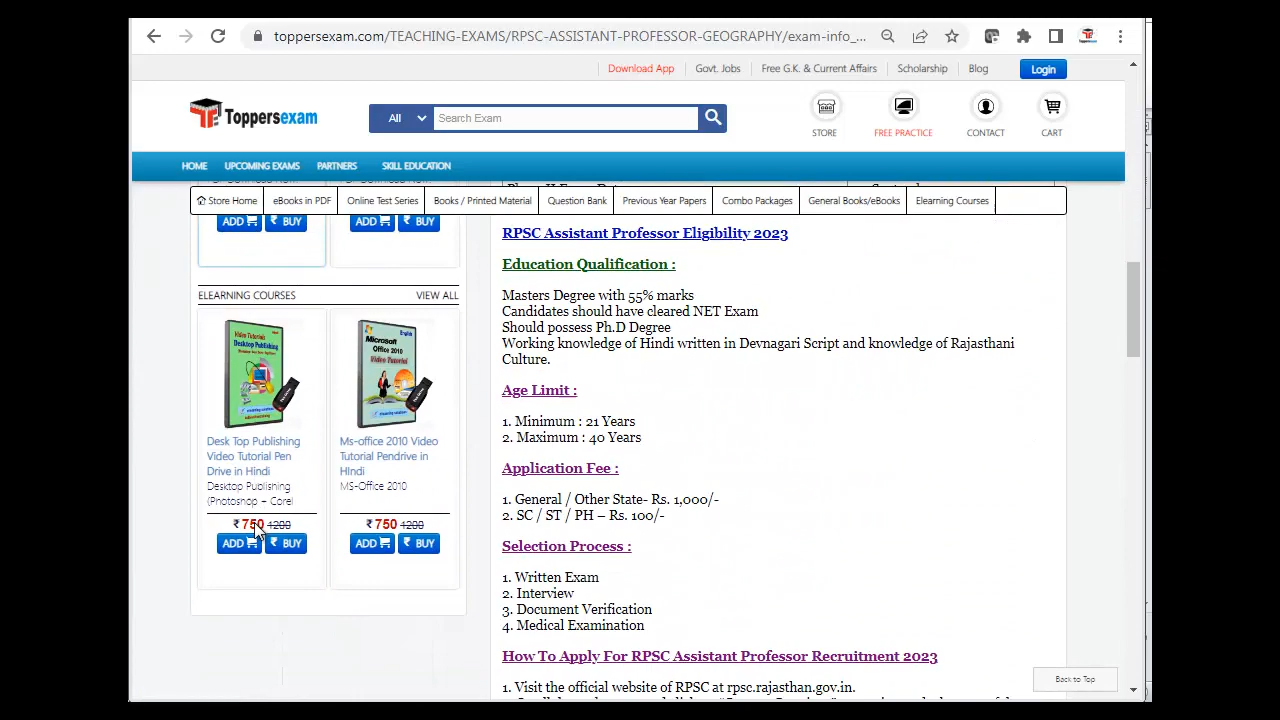 toppersexam.com/TEACHING-EXAMS/RPSC-ASSISTANT-PROFESSOR-GEOGRAPHY/exam-info_...
Download App
Govt. Jobs
Free G.K. & Current Affairs
Scholarship
Blog
Login
Toppersexam
All
Search Exam
STORE
FREE PRACTICE
CONTACT
CART
HOME
UPCOMING EXAMS
PARTNERS
SKILL EDUCATION
Store Home
eBooks in PDF
Online Test Series
Books / Printed Material
Question Bank
Previous Year Papers
Combo Packages
General Books/eBooks
Elearning Courses
ADD
₹ BUY
ADD
₹ BUY
ELEARNING COURSES
VIEW ALL
Video Tutorials
Desktop Publishing
English
Microsoft
Office 2010
Video Tutorial
Desk Top Publishing
Video Tutorial Pen
Drive in Hindi
Desktop Publishing
(Photoshop – Corel
₹ 750 1200
ADD
₹ BUY
Ms-office 2010 Video
Tutorial Pendrive in
HIndi
MS-Office 2010
₹ 750 1200
ADD
₹ BUY
RPSC Assistant Professor Eligibility 2023
Education Qualification :
Masters Degree with 55% marks
Candidates should have cleared NET Exam
Should possess Ph.D Degree
Working knowledge of Hindi written in Devnagari Script and knowledge of Rajasthani
Culture.
Age Limit :
1. Minimum : 21 Years
2. Maximum : 40 Years
Application Fee :
1. General / Other State- Rs. 1,000/-
2. SC / ST / PH – Rs. 100/-
Selection Process :
1. Written Exam
2. Interview
3. Document Verification
4. Medical Examination
How To Apply For RPSC Assistant Professor Recruitment 2023
1. Visit the official website of RPSC at rpsc.rajasthan.gov.in.
Back to Top